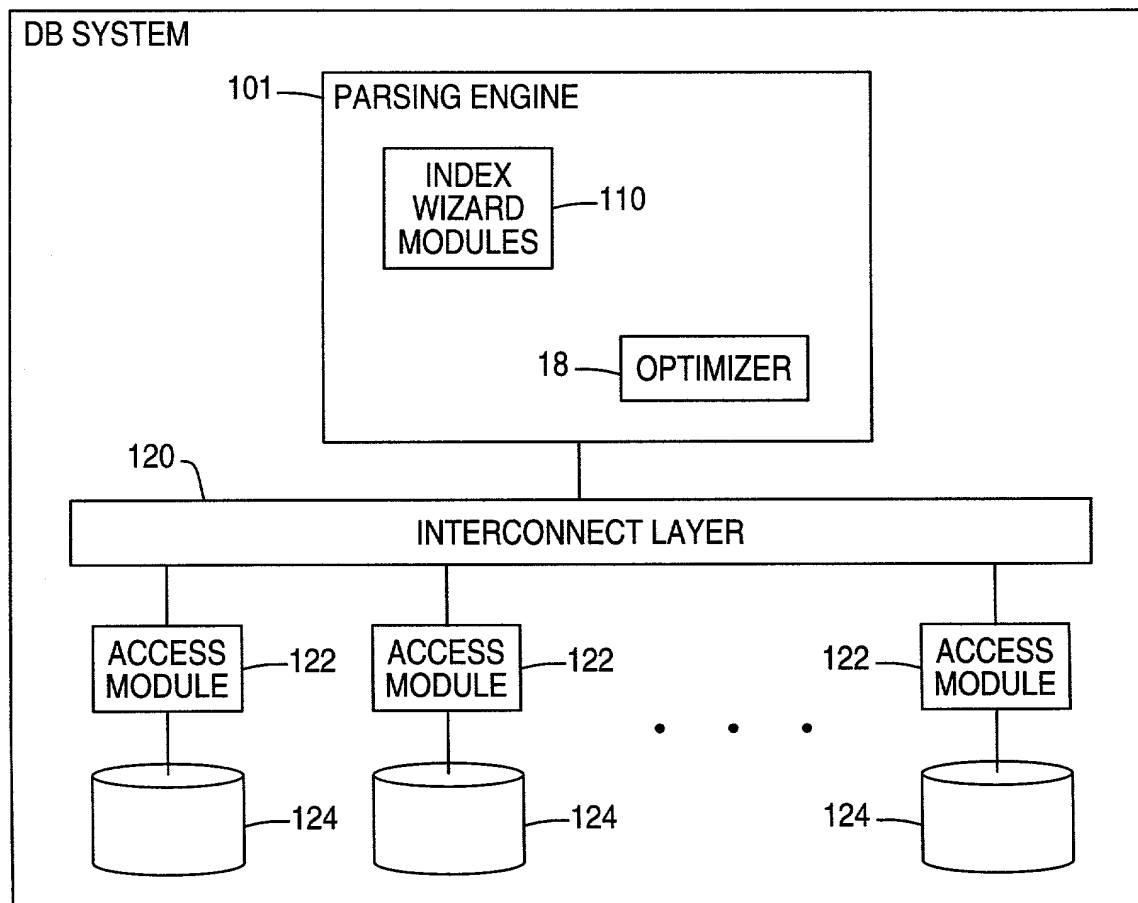 DB SYSTEM
101
PARSING ENGINE
INDEX
WIZARD
MODULES
110
18
OPTIMIZER
120
INTERCONNECT LAYER
ACCESS
MODULE
122
ACCESS
MODULE
122
122
ACCESS
MODULE
124
124
124